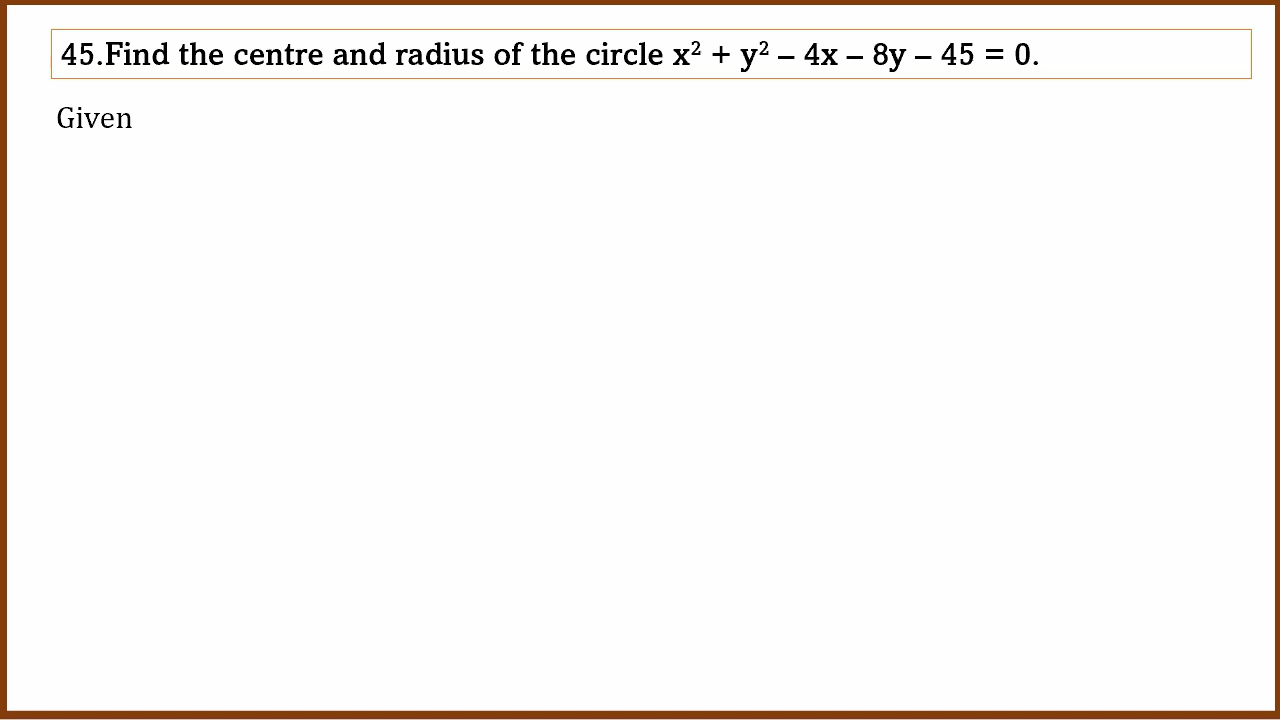 45.Find the centre and radius of the circle x² + y² – 4x – 8y – 45 = 0.
Given